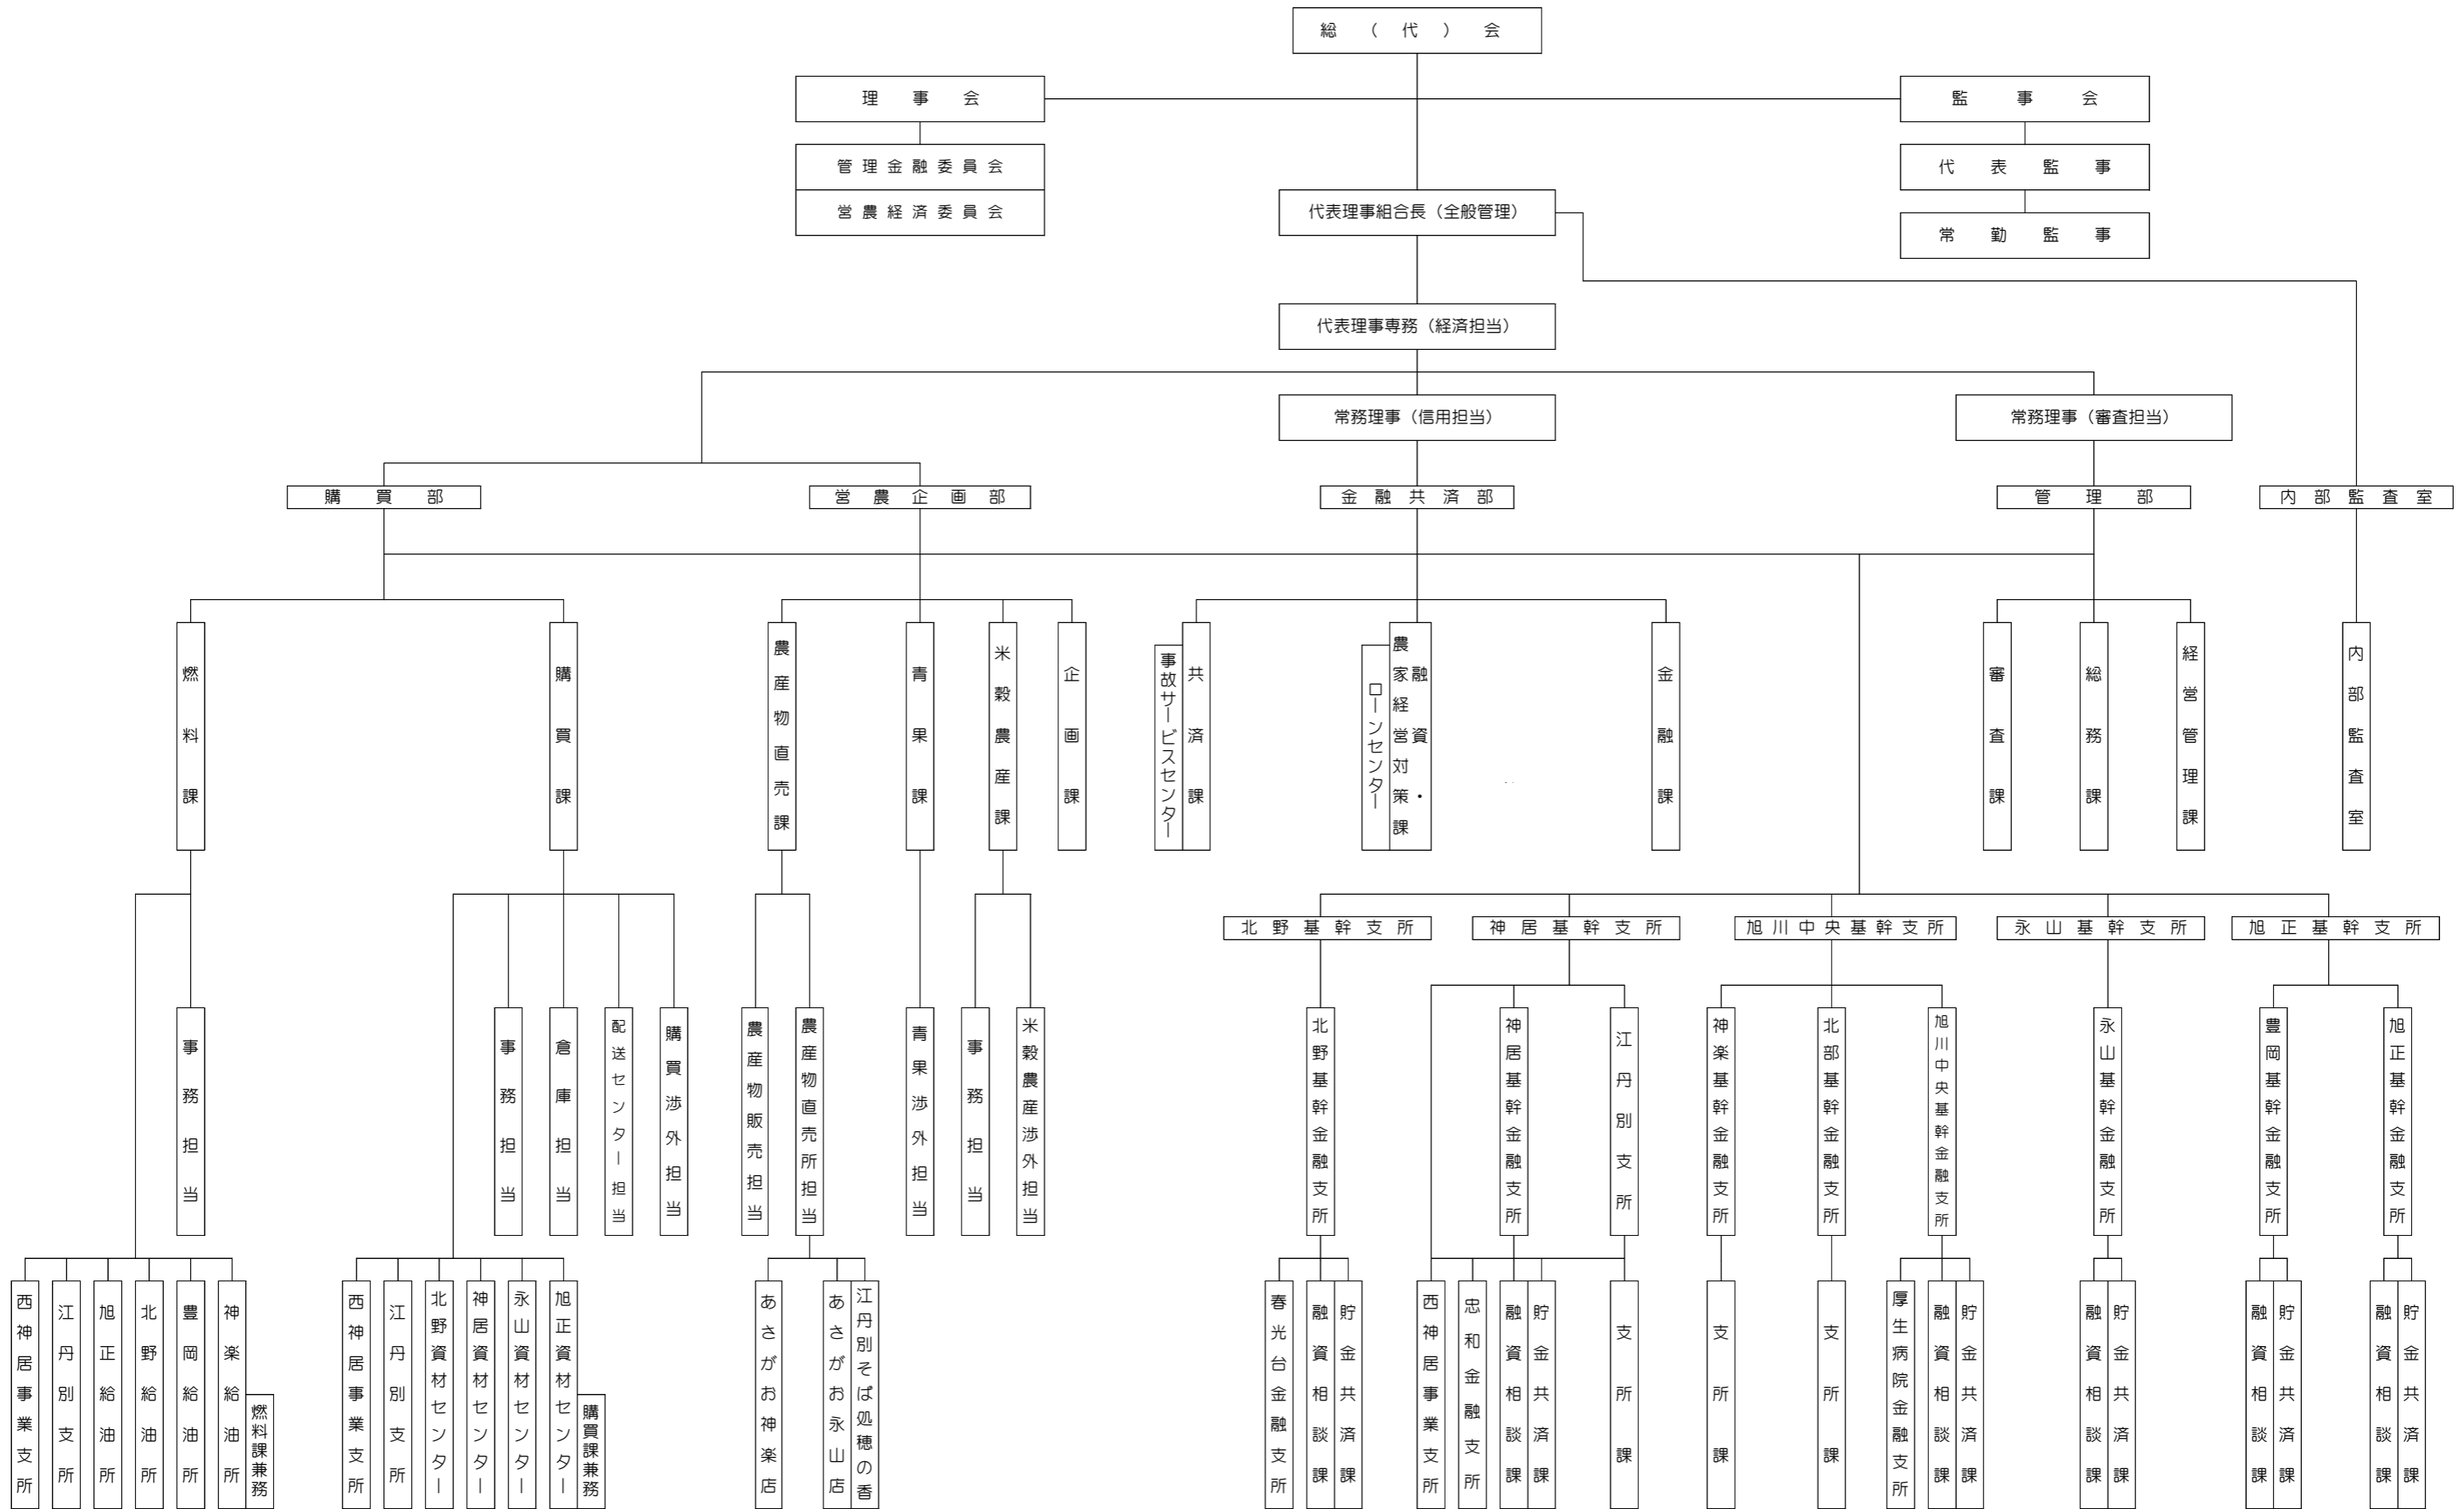 総（代）会
理事会
監事会
管理金融委員会
営農経済委員会
代表監事
常勤監事
代表理事組合長（全般管理）
代表理事専務（経済担当）
常務理事（信用担当）
常務理事（審査担当）
購買部
営農企画部
金融共済部
管理部
内部監査室
燃料課
購買課
農産物直売課
青果課
米穀農産課
企画課
事故サービスセンター
共済課
ローンセンター
融資・
農家経営対策課
金融課
審査課
総務課
経営管理課
内部監査室
北野基幹支所
神居基幹支所
旭川中央基幹支所
永山基幹支所
旭正基幹支所
事務担当
事務担当
倉庫担当
配送センター担当
購買渉外担当
農産物販売担当
農産物直売所担当
青果渉外担当
事務担当
米穀農産渉外担当
北野基幹金融支所
神居基幹金融支所
江丹別支所
神楽基幹金融支所
北部基幹金融支所
旭川中央基幹金融支所
永山基幹金融支所
豊岡基幹金融支所
旭正基幹金融支所
西神居事業支所
江丹別支所
旭正給油所
北野給油所
豊岡給油所
神楽給油所
燃料課兼務
西神居事業支所
江丹別支所
北野資材センター
神居資材センター
永山資材センター
旭正資材センター
購買課兼務
あさがお神楽店
あさがお永山店
江丹別そば処穂の香
春光台金融支所
融資相談課
貯金共済課
西神居事業支所
忠和金融支所
融資相談課
貯金共済課
支所課
支所課
支所課
厚生病院金融支所
融資相談課
貯金共済課
融資相談課
貯金共済課
融資相談課
貯金共済課
融資相談課
貯金共済課